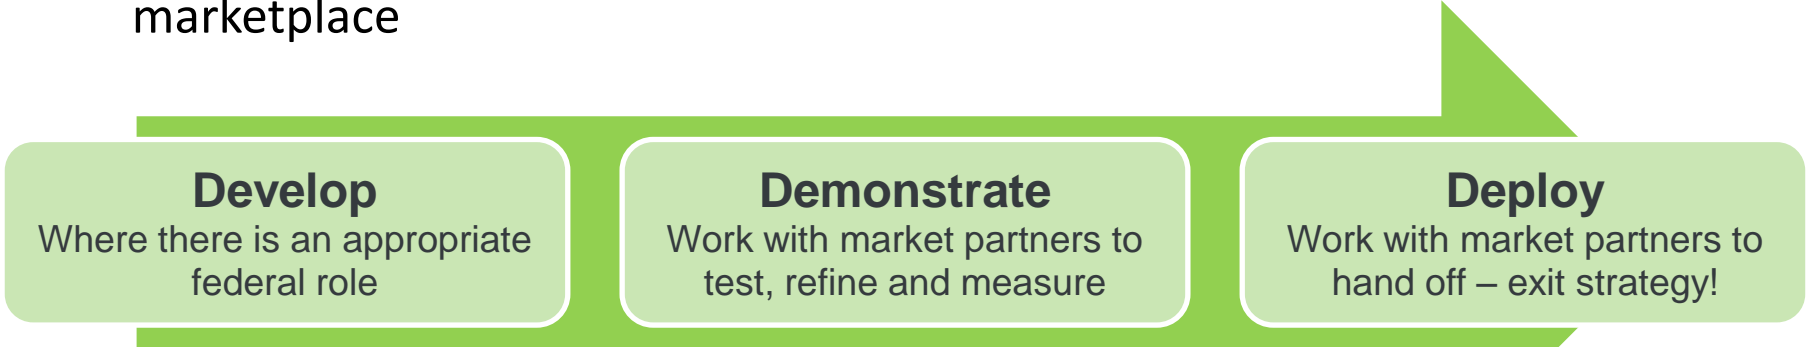 marketplace
Develop
Where there is an appropriate
federal role
Demonstrate
Work with market partners to
test, refine and measure
Deploy
Work with market partners to
hand off – exit strategy!